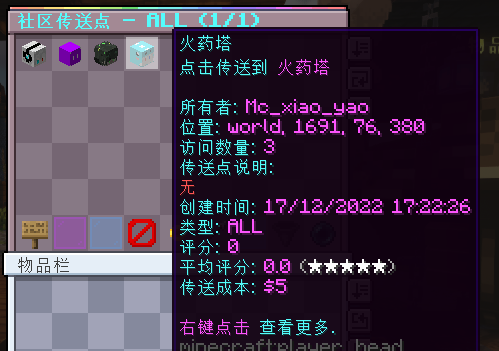 社区传送点 - ALL (1/1)
火药塔
点击传送到 火药塔
所有者: Mc_xiao_yao
位置: world, 1691, 76, 380
访问数量: 3
传送点说明:
无
创建时间: 17/12/2022 17:22:26
类型: ALL
评分: 0
平均评分: 0.0 (★★★★★)
传送成本: $5
物品栏
右键点击 查看更多.
minecraft:player_head